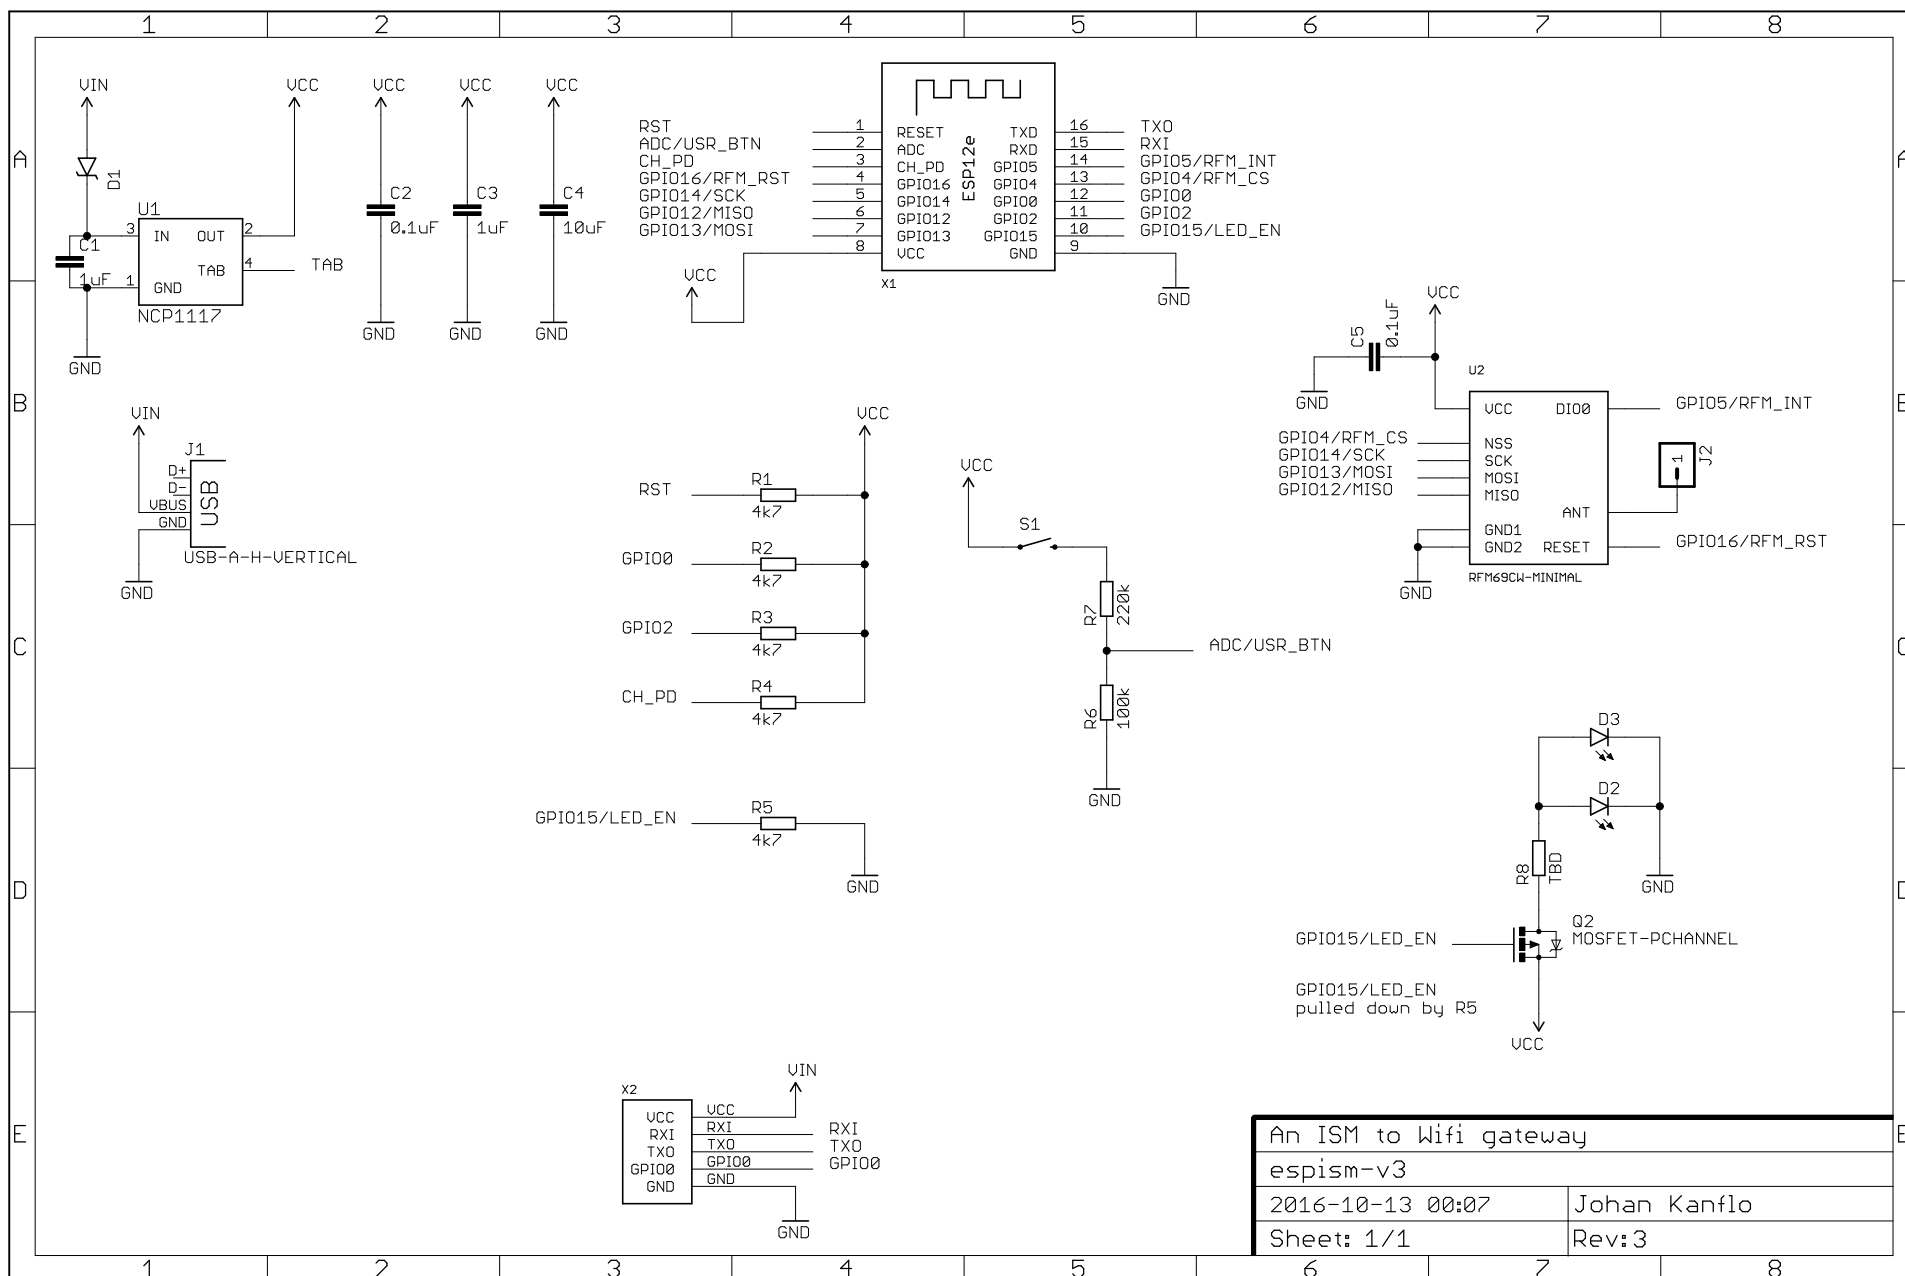 1 2 3 4 5 6 7 8
A
B
C
D
E
VIN
D1
VCC
U1
3 IN OUT 2
TAB 4 TAB
1 GND
NCP1117
C1
1uF
GND
VCC
C2
0.1uF
GND
VCC
C3
1uF
GND
VCC
C4
10uF
GND
ESP12e
RST 1 RESET TXD 16 TXO
ADC/USR_BTN 2 ADC RXD 15 RXI
CH_PD 3 CH_PD GPIO5 14 GPIO5/RFM_INT
GPIO16/RFM_RST 4 GPIO16 GPIO4 13 GPIO4/RFM_CS
GPIO14/SCK 5 GPIO14 GPIO0 12 GPIO0
GPIO12/MISO 6 GPIO12 GPIO2 11 GPIO2
GPIO13/MOSI 7 GPIO13 GPIO15 10 GPIO15/LED_EN
8 VCC GND 9
X1
VCC
GND
VIN
J1
D+
D-
VBUS
GND
USB
USB-A-H-VERTICAL
GND
VCC
RST R1
4k7
GPIO0 R2
4k7
GPIO2 R3
4k7
CH_PD R4
4k7
GPIO15/LED_EN R5
4k7
GND
VCC
S1
R7
220k
ADC/USR_BTN
R6
100k
GND
VCC
C5
0.1uF
GND
U2
VCC DIO0 GPIO5/RFM_INT
GPIO4/RFM_CS NSS
GPIO14/SCK SCK
GPIO13/MOSI MOSI
GPIO12/MISO MISO
ANT
1
J2
GND1
GND2 RESET GPIO16/RFM_RST
RFM69CW-MINIMAL
GND
D3
D2
R8
TBD
GND
Q2
MOSFET-PCHANNEL
GPIO15/LED_EN
GPIO15/LED_EN
pulled down by R5
VCC
X2
VIN
VCC VCC
RXI RXI RXI
TXO TXO TXO
GPIO0 GPIO0 GPIO0
GND GND
GND
An ISM to Wifi gateway
espism-v3
2016-10-13 00:07 Johan Kanflo
Sheet: 1/1 Rev:3
A
B
C
D
E
1 2 3 4 5 6 7 8